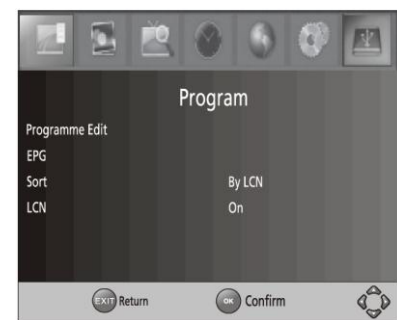 Program
Programme Edit
EPG
Sort By LCN
LCN On
EXIT Return OK Confirm